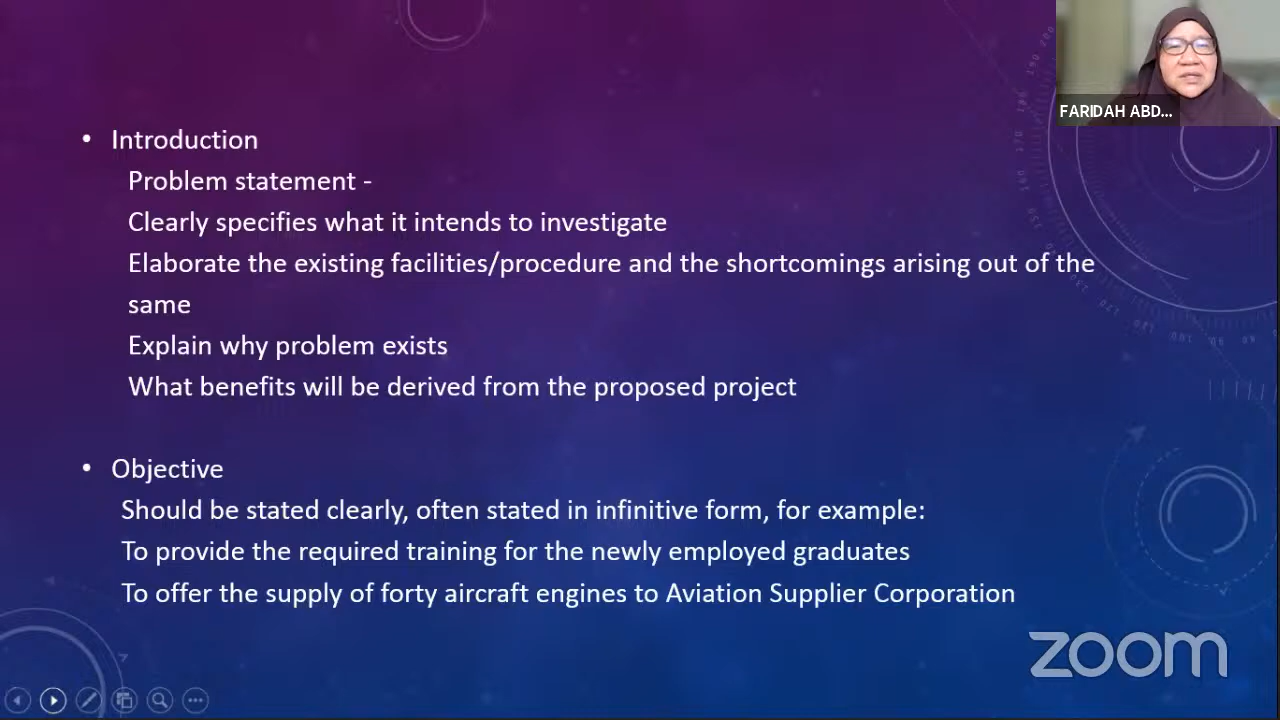 FARIDAH ABD...
• Introduction
Problem statement -
Clearly specifies what it intends to investigate
Elaborate the existing facilities/procedure and the shortcomings arising out of the
same
Explain why problem exists
What benefits will be derived from the proposed project
• Objective
Should be stated clearly, often stated in infinitive form, for example:
To provide the required training for the newly employed graduates
To offer the supply of forty aircraft engines to Aviation Supplier Corporation
zoom